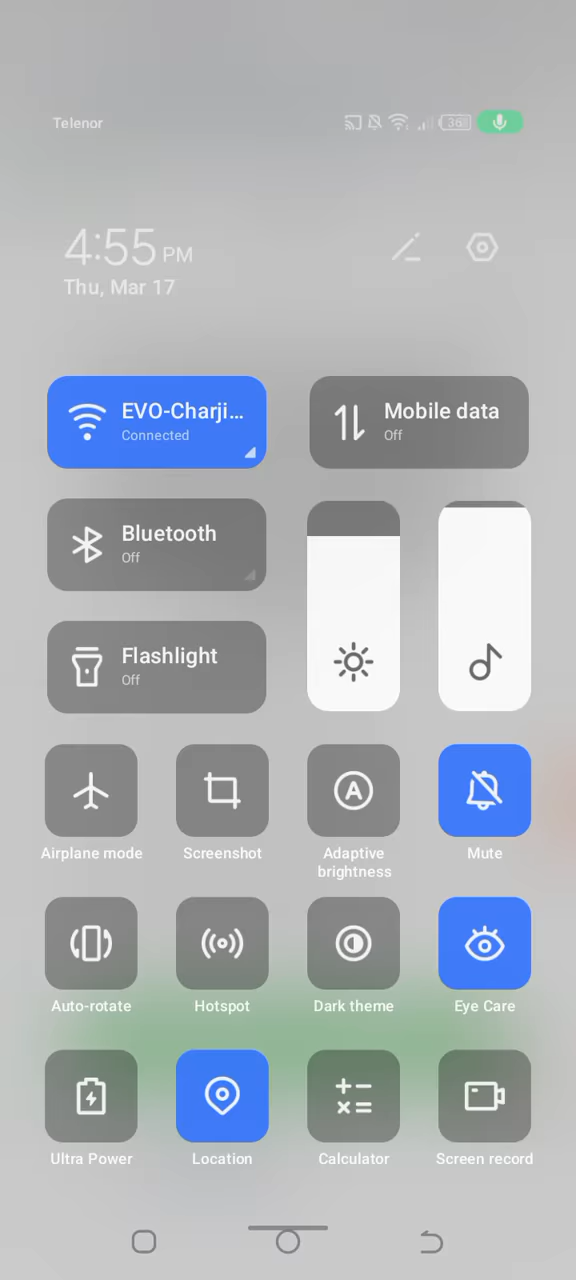 Telenor
36
4:55 PM
Thu, Mar 17
EVO-Charji...
Connected
Mobile data
Off
Bluetooth
Off
Flashlight
Off
A
Airplane mode
Screenshot
Adaptive
brightness
Mute
Auto-rotate
Hotspot
Dark theme
Eye Care
Ultra Power
Location
Calculator
Screen record